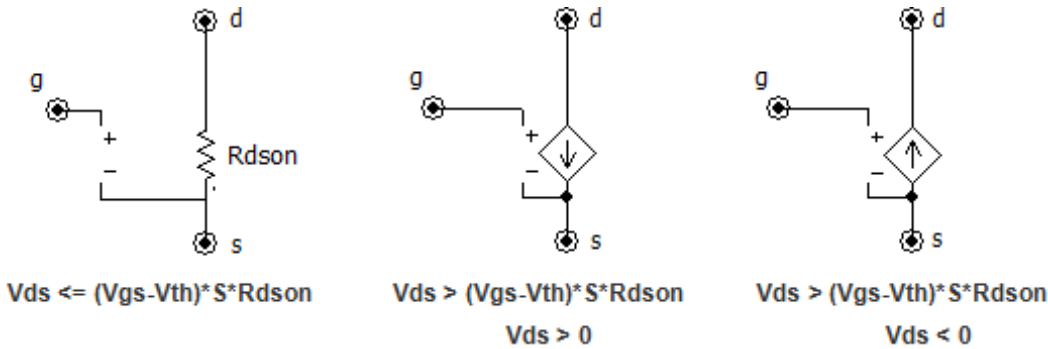 d
g
+
−
Rdson
s
Vds <= (Vgs-Vth)*S*Rdson
d
g
+
−
s
Vds > (Vgs-Vth)*S*Rdson
Vds > 0
d
g
+
−
s
Vds > (Vgs-Vth)*S*Rdson
Vds < 0